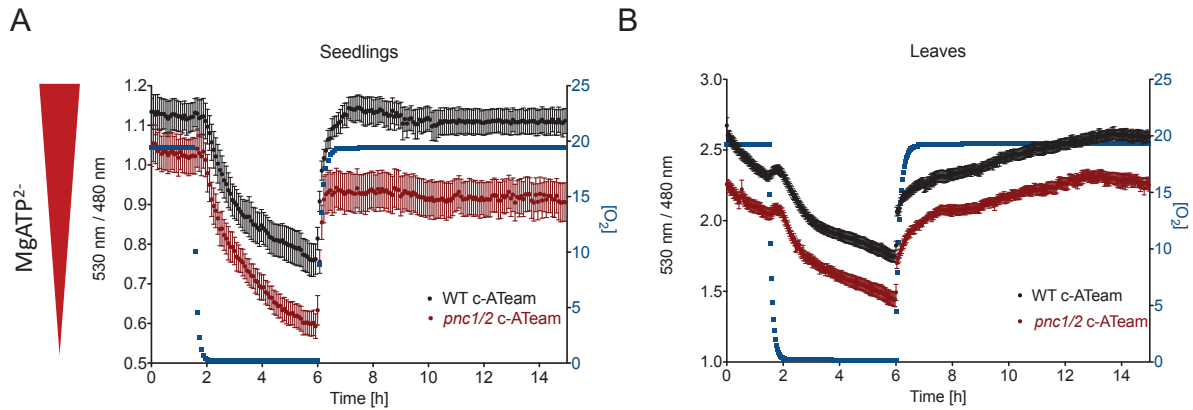 A
Seedlings
MgATP2-
530 nm / 480 nm
1.2
1.1
1.0
0.9
0.8
0.7
0.6
0.5
25
20
15
10
5
0
[O2]
WT c-ATeam
pnc1/2 c-ATeam
0 2 4 6 8 10 12 14
Time [h]
B
Leaves
530 nm / 480 nm
3.0
2.5
2.0
1.5
1.0
25
20
15
10
5
0
[O2]
WT c-ATeam
pnc1/2 c-ATeam
0 2 4 6 8 10 12 14
Time [h]